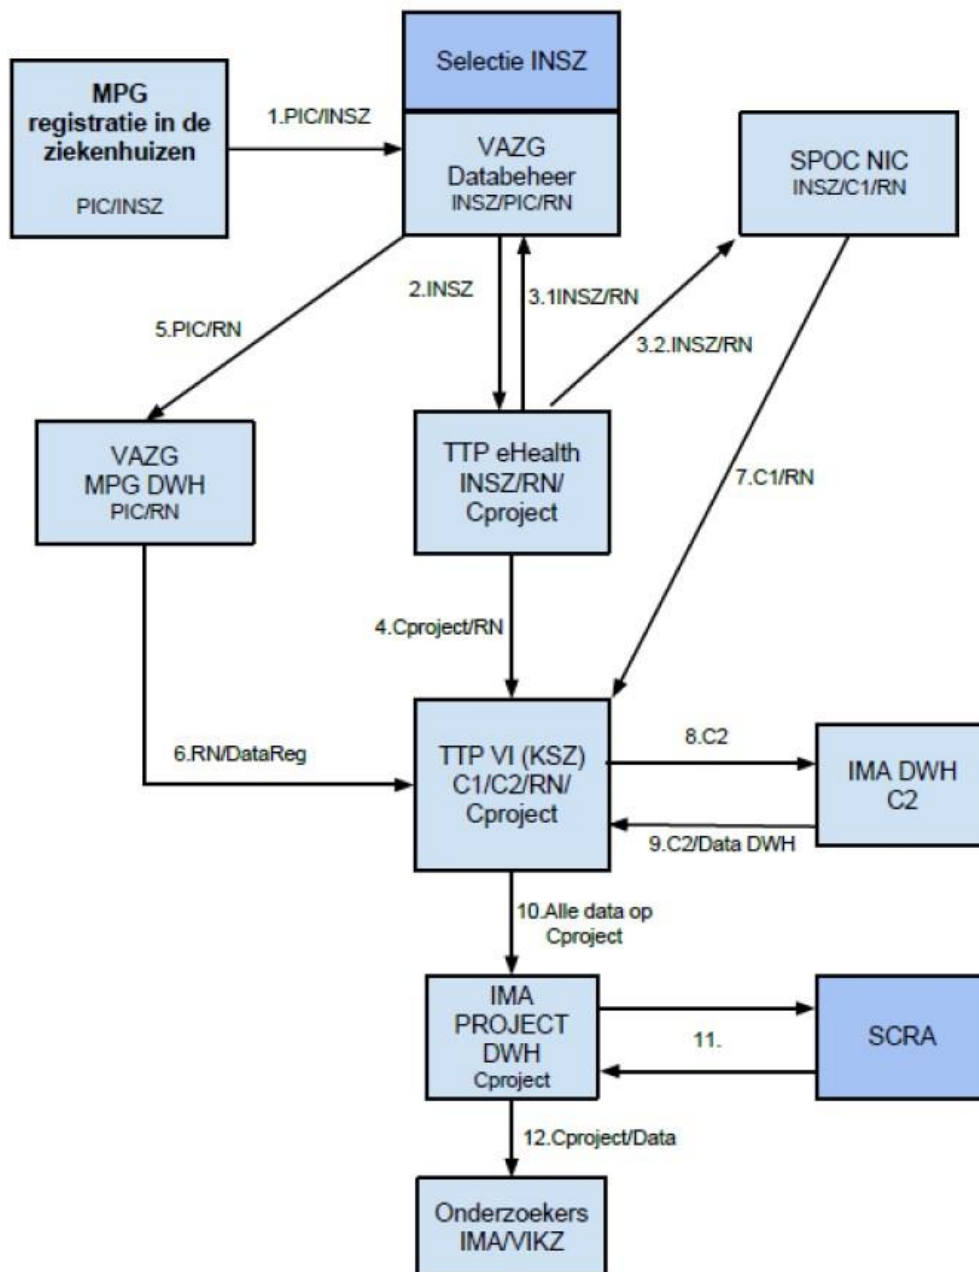 Selectie INSZ
MPG
registratie in de
ziekenhuizen
PIC/INSZ
1.PIC/INSZ
VAZG
Databeheer
INSZ/PIC/RN
SPOC NIC
INSZ/C1/RN
2.INSZ
3.1INSZ/RN
3.2.INSZ/RN
5.PIC/RN
VAZG
MPG DWH
PIC/RN
TTP eHealth
INSZ/RN/
Cproject
7.C1/RN
4.Cproject/RN
6.RN/DataReg
TTP VI (KSZ)
C1/C2/RN/
Cproject
8.C2
IMA DWH
C2
9.C2/Data DWH
10.Alle data op
Cproject
IMA
PROJECT
DWH
Cproject
11.
SCRA
12.Cproject/Data
Onderzoekers
IMA/VIKZ